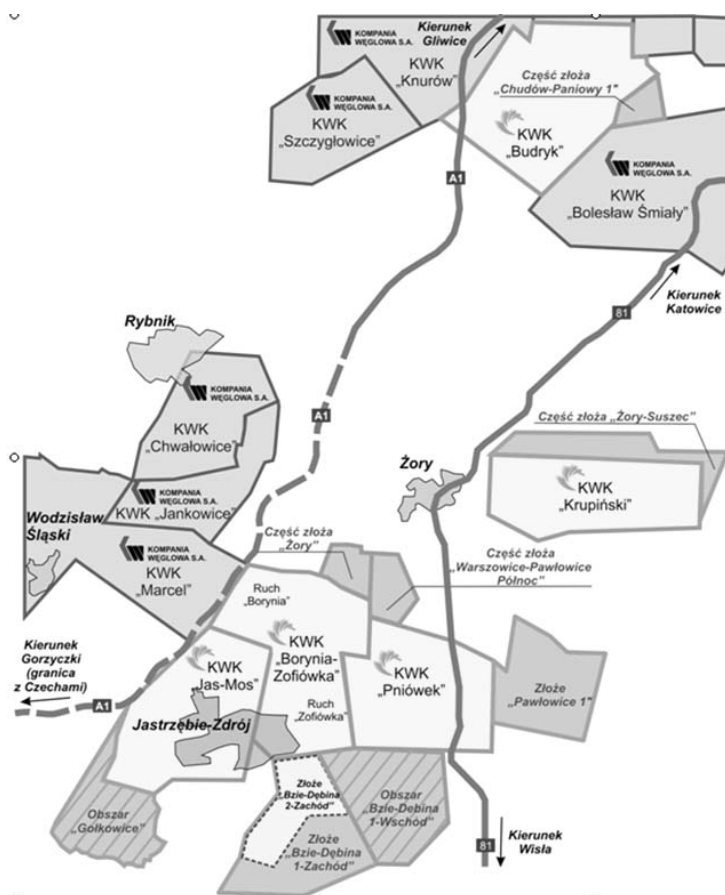 Kierunek
Gliwice
KOMPANIA
WĘGLOWA S.A.
KWK
„Knurów”
Część złoża
„Chudów-Paniowy 1"
KOMPANIA
WĘGLOWA S.A.
KWK
„Szczygłowice”
KWK
„Budryk”
KOMPANIA
WĘGLOWA S.A.
KWK
„Bolesław Śmiały”
A1
Kierunek
Katowice
81
Rybnik
KOMPANIA
WĘGLOWA S.A.
KWK
„Chwałowice”
A1
Część złoża „Żory-Suszec”
Żory
KWK
„Krupiński”
KOMPANIA
WĘGLOWA S.A.
KWK „Jankowice”
Wodzisław
Śląski
KOMPANIA
WĘGLOWA S.A.
KWK
„Marcel”
Część złoża
„Żory”
Część złoża
„Warszowice-Pawłowice
Północ”
Ruch
„Borynia”
Kierunek
Gorzyczki
(granica
z Czechami)
A1
KWK
„Jas-Mos”
KWK
„Borynia-
Zofiówka”
Ruch
„Zofiówka”
KWK
„Pniówek”
Złoże
„Pawłowice 1"
Jastrzębie-Zdrój
Obszar
„Gołkowice”
Złoże
„Bzie-Dębina
2-Zachód”
Złoże
„Bzie-Dębina
1-Zachód”
Obszar
„Bzie-Debina
1-Wschód”
81
Kierunek
Wisła